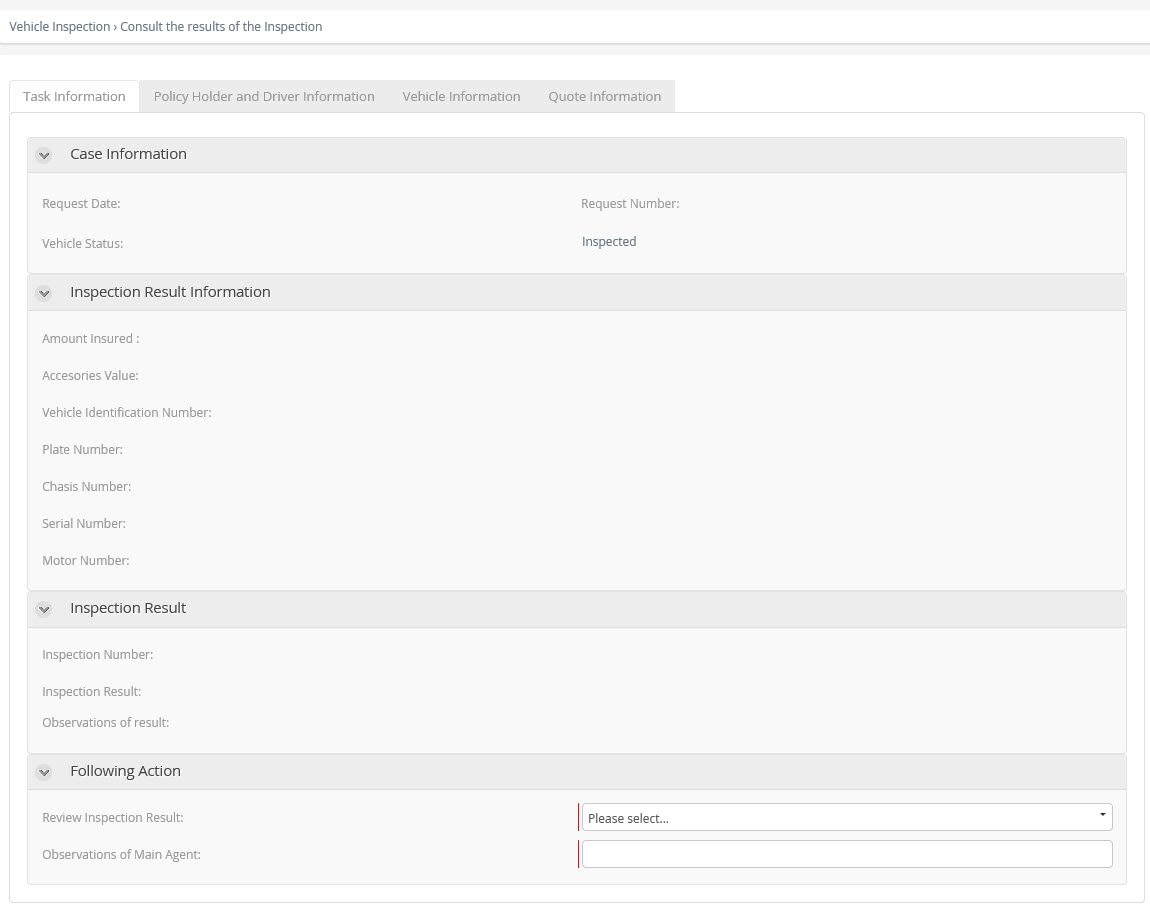 Vehicle Inspection › Consult the results of the Inspection
Task Information Policy Holder and Driver Information Vehicle Information Quote Information
Case Information
Request Date: Request Number:
Vehicle Status: Inspected
Inspection Result Information
Amount Insured :
Accesories Value:
Vehicle Identification Number:
Plate Number:
Chasis Number:
Serial Number:
Motor Number:
Inspection Result
Inspection Number:
Inspection Result:
Observations of result:
Following Action
Review Inspection Result: Please select...
Observations of Main Agent: